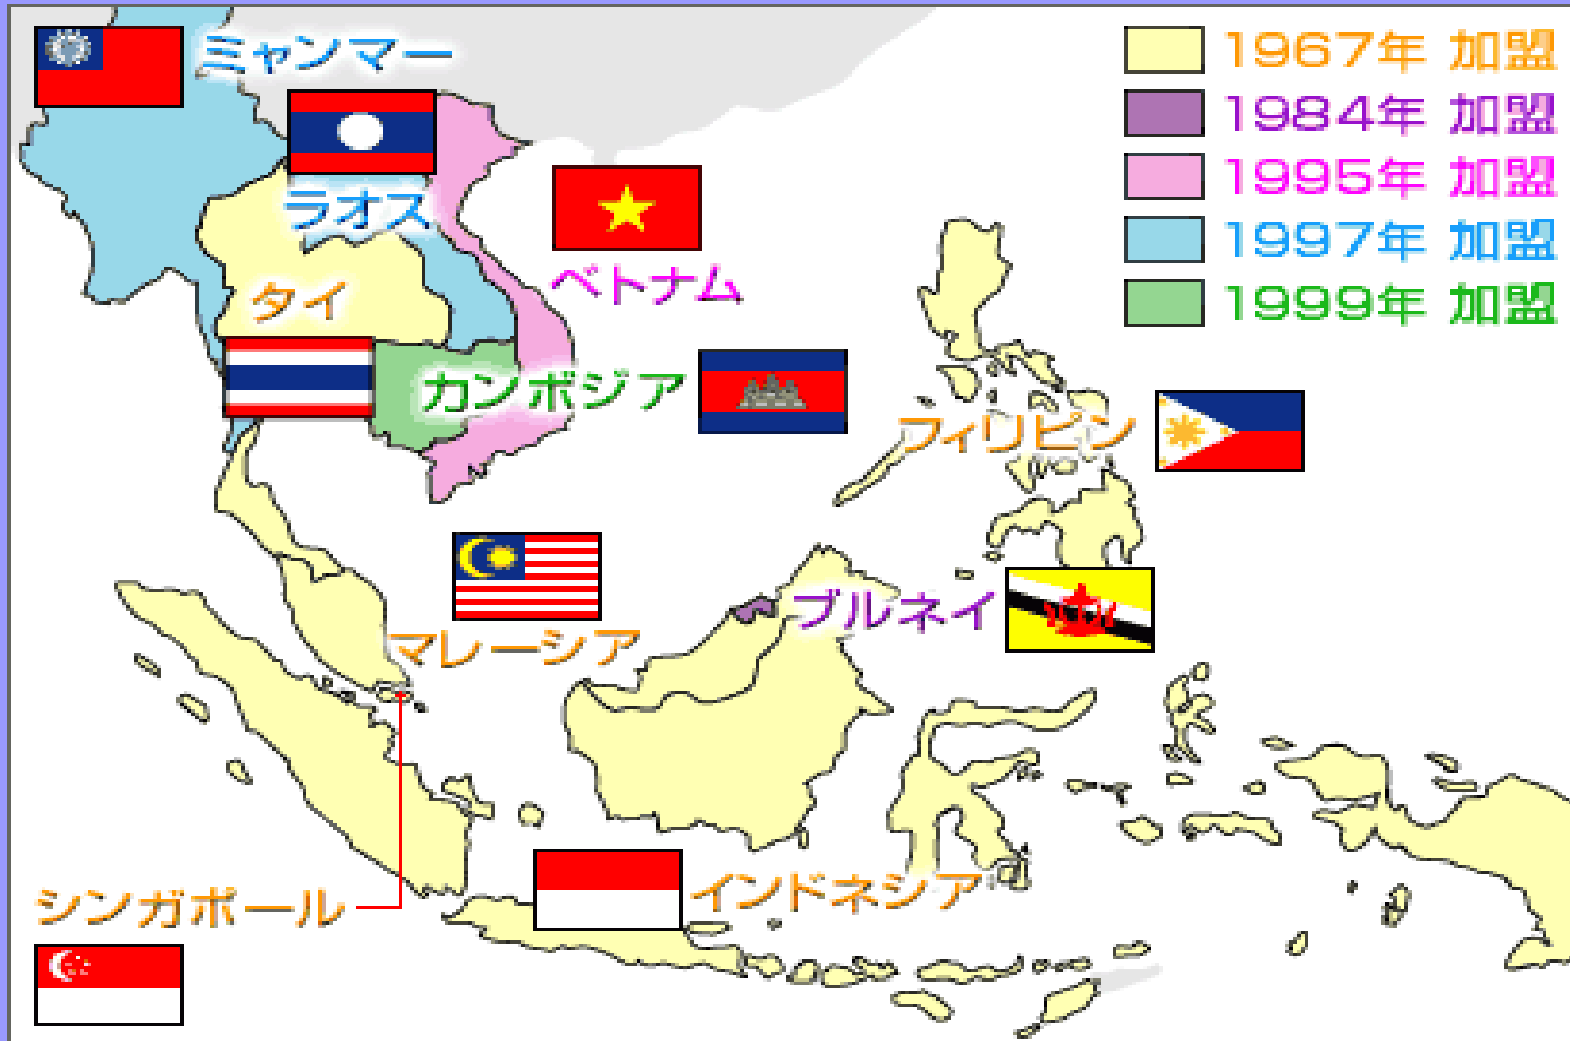 ミャンマー
1967年 加盟
1984年 加盟
1995年 加盟
1997年 加盟
1999年 加盟
ラオス
ベトナム
タイ
カンボジア
フィリピン
ブルネイ
マレーシア
シンガポール
インドネシア